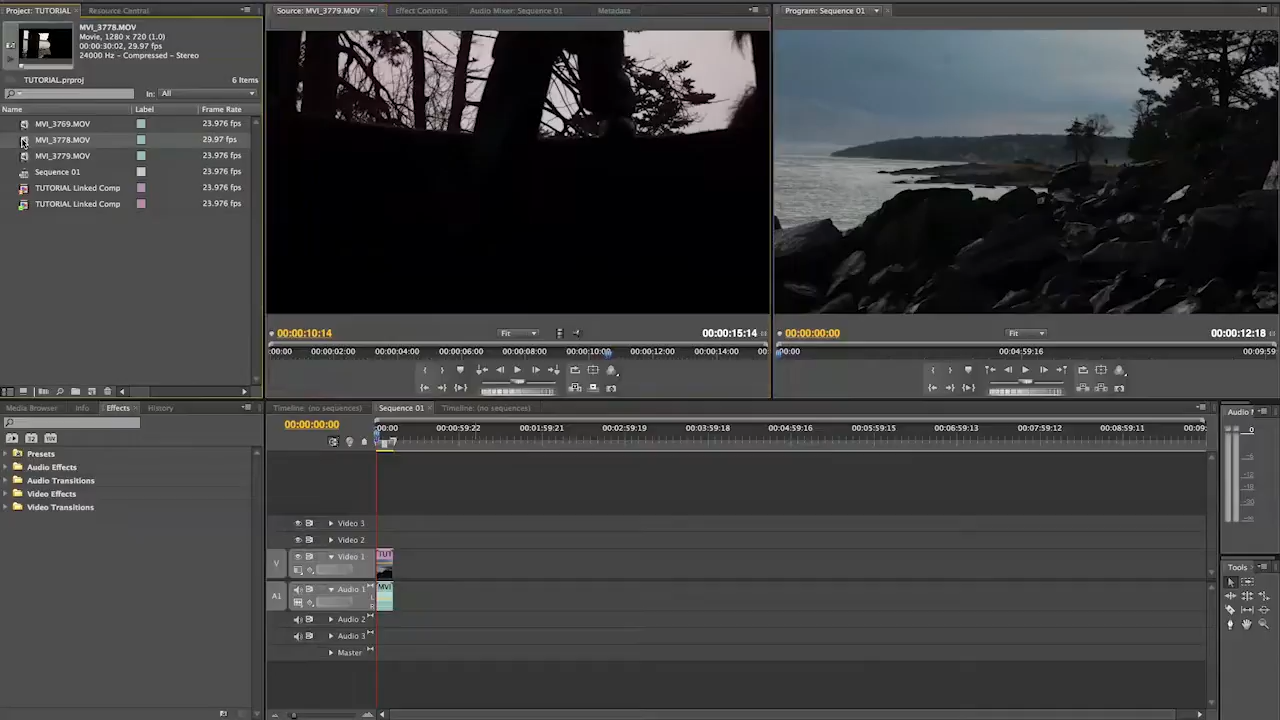 Project: TUTORIAL
Resource Central
MVI_3778.MOV
Movie, 1280 x 720 (1.0)
00:00:30:02, 29.97 fps
24000 Hz - Compressed - Stereo
TUTORIAL.prproj
6 Items
In: All
Name Label Frame Rate
MVI_3769.MOV 23.976 fps
MVI_3778.MOV 29.97 fps
MVI_3779.MOV 23.976 fps
Sequence 01 23.976 fps
TUTORIAL Linked Comp 23.976 fps
TUTORIAL Linked Comp 23.976 fps
Source: MVI_3779.MOV Effect Controls Audio Mixer: Sequence 01 Metadata
00:00:10:14 Fit 00:00:15:14
:00:00 00:00:02:00 00:00:04:00 00:00:06:00 00:00:08:00 00:00:10:00 00:00:12:00 00:00:14:00 00
Program: Sequence 01
00:00:00:00 Fit 00:00:12:18
00:00 00:04:59:16 00:09:59
Media Browser Info Effects History
Presets
Audio Effects
Audio Transitions
Video Effects
Video Transitions
Timeline: (no sequences) Sequence 01 Timeline: (no sequences)
00:00:00:00
:00:00 00:00:59:22 00:01:59:21 00:02:59:19 00:03:59:18 00:04:59:16 00:05:59:15 00:06:59:13 00:07:59:12 00:08:59:11 00:09:
Video 3
Video 2
V Video 1 TUT
A1 Audio 1 MVI
L
R
Audio 2
Audio 3
Master
Audio M
0
Tools